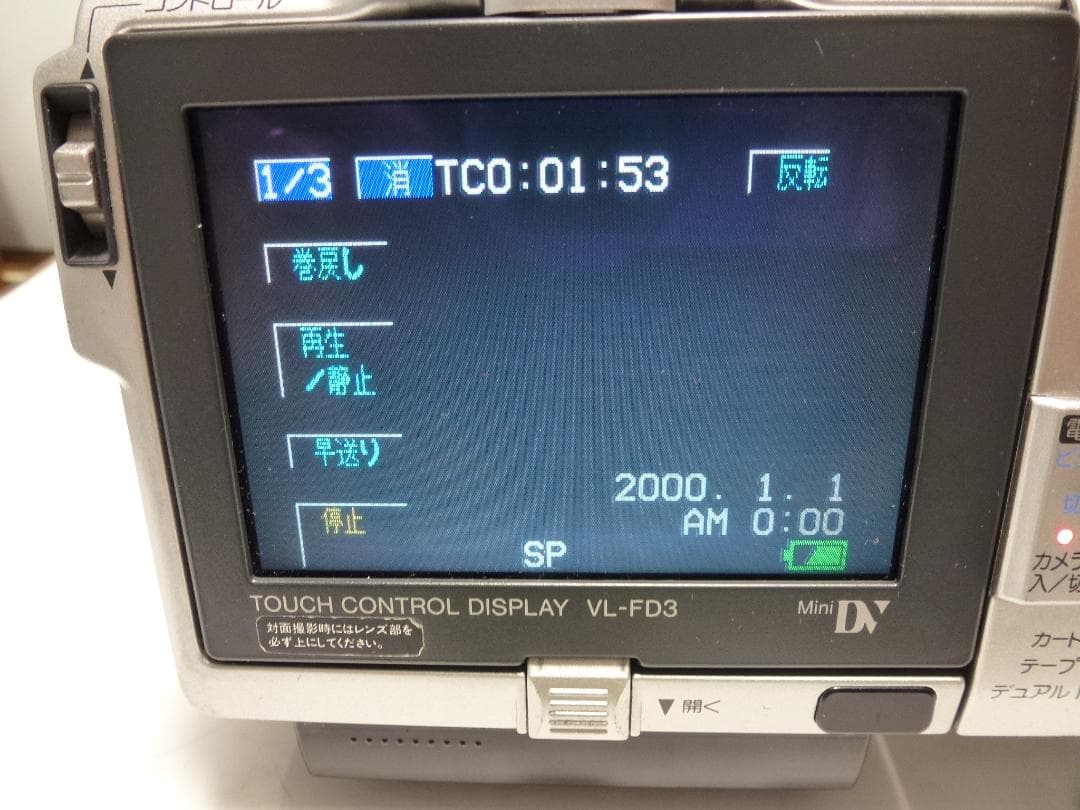 コントロール
1/3 消 TC0:01:53 反転
巻戻し
再生
/静止
早送り
停止
2000. 1. 1
AM 0:00
SP
TOUCH CONTROL DISPLAY VL-FD3
Mini DV
対面撮影時にはレンズ部を
必ず上にしてください。
▼開く
電
ビ
切
カメラ
入/切
カード
テープ
デュアル